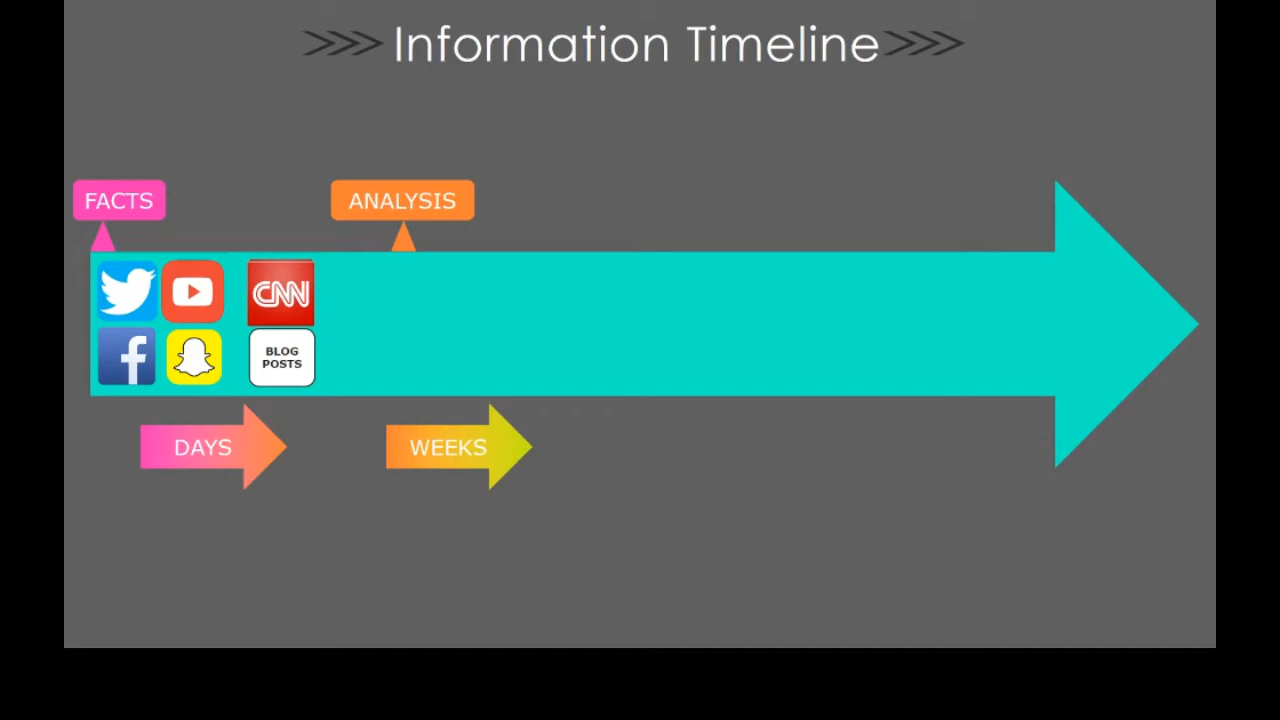 Information Timeline
FACTS
ANALYSIS
CNN
BLOG
POSTS
DAYS
WEEKS